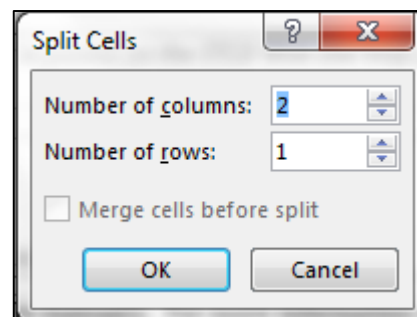 Split Cells
Number of columns: 2
Number of rows: 1
Merge cells before split
OK Cancel